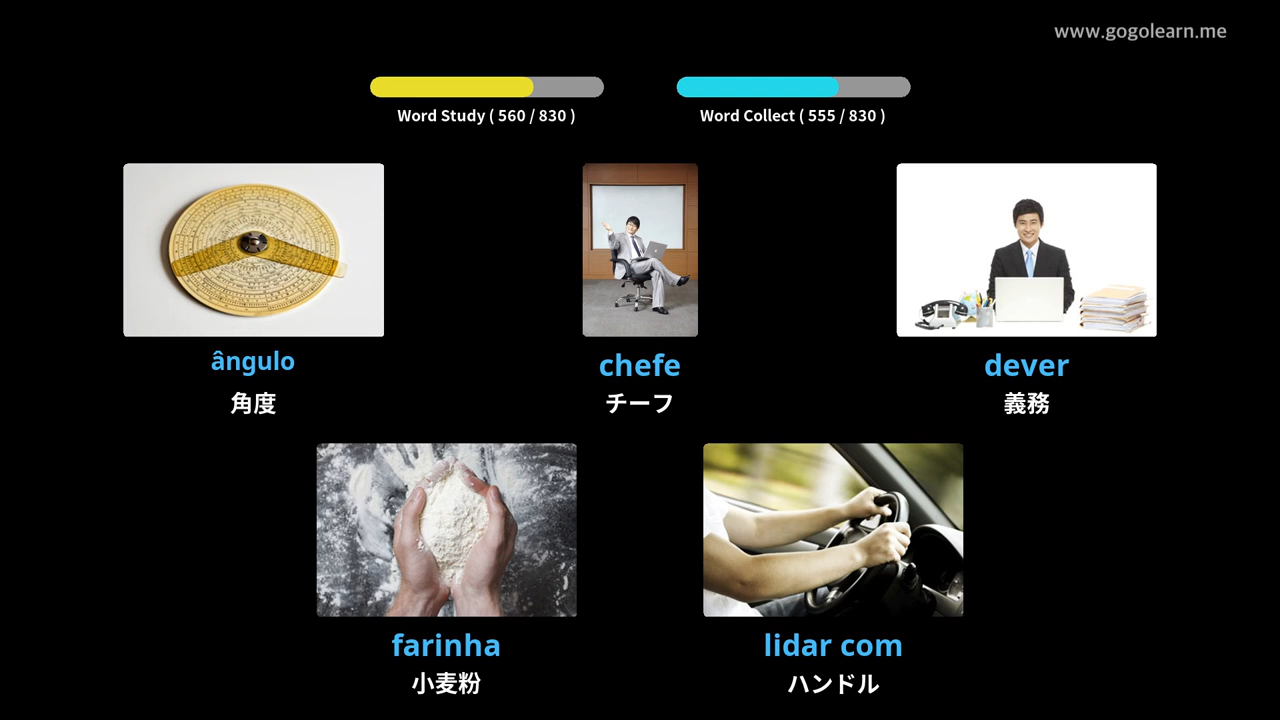 www.gogolearn.me
Word Study ( 560 / 830 )
Word Collect ( 555 / 830 )
ângulo
角度
chefe
チーフ
dever
義務
farinha
小麦粉
lidar com
ハンドル